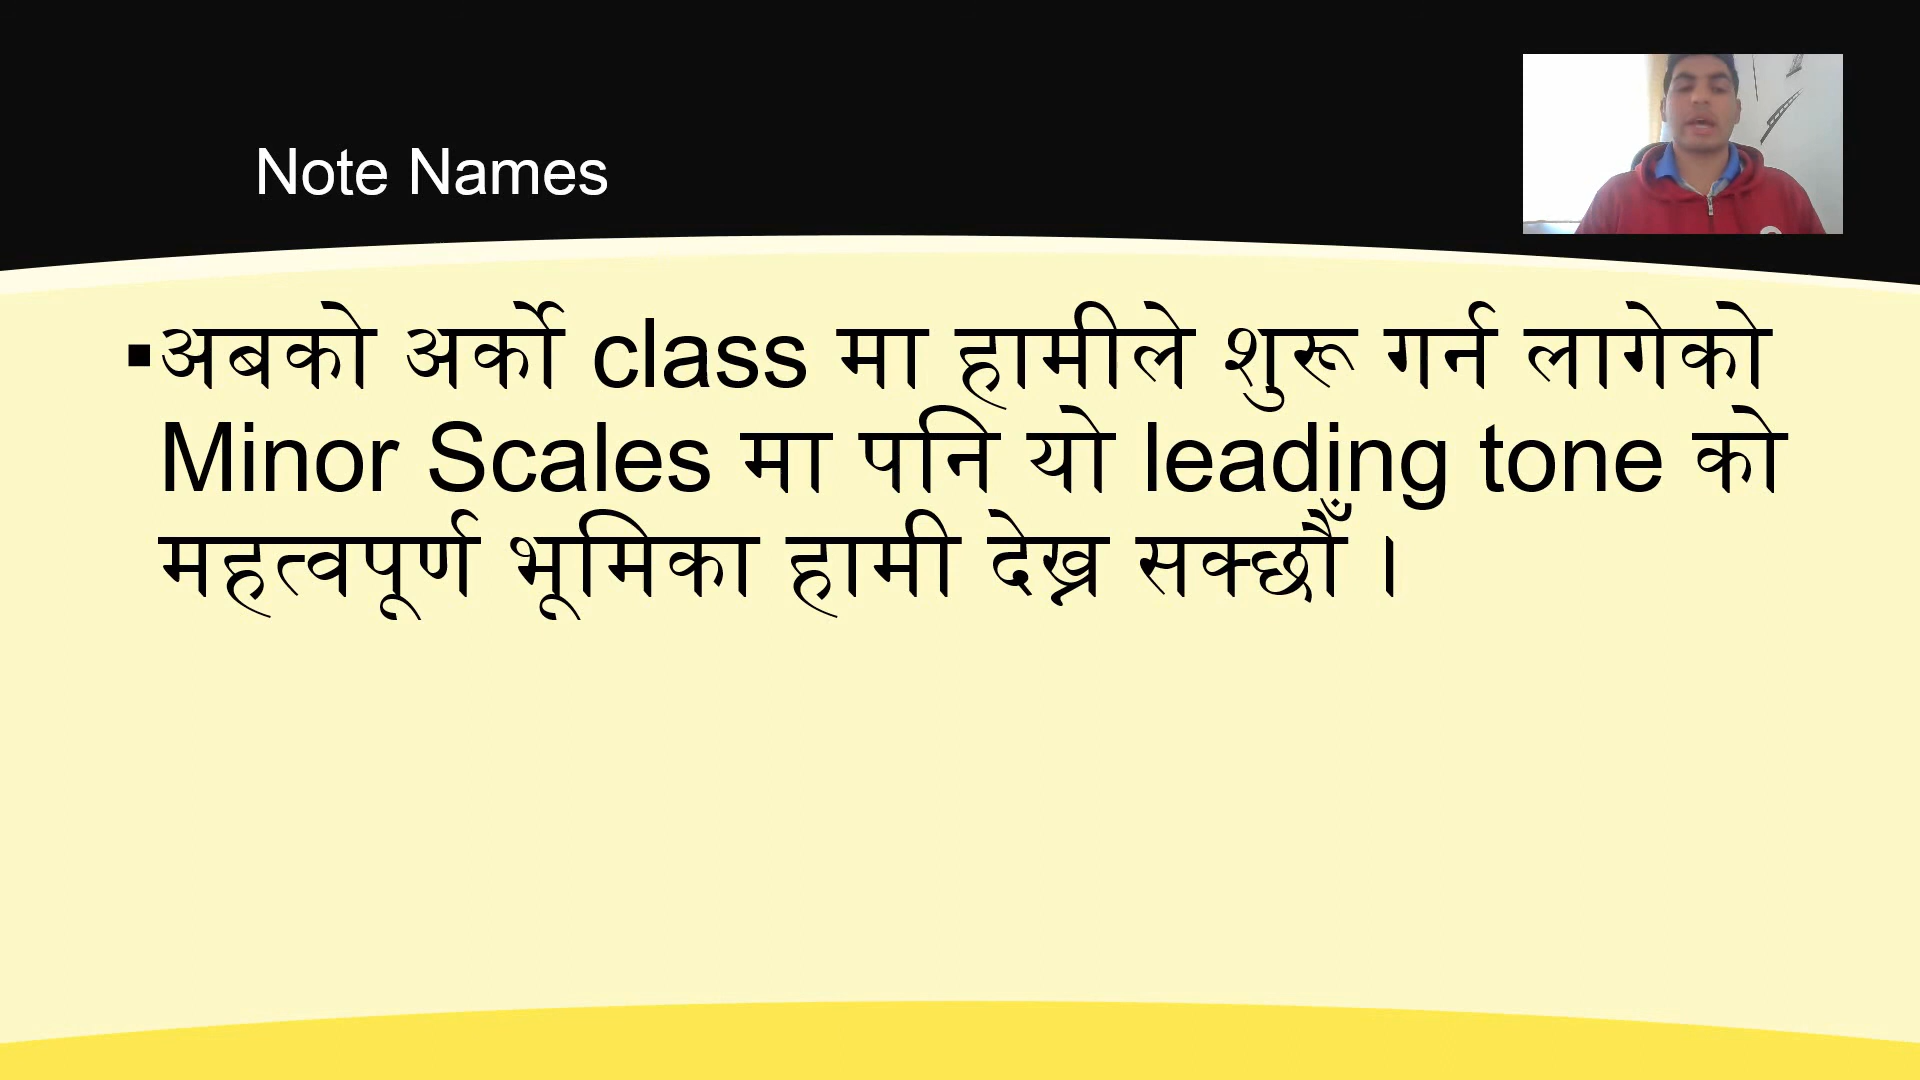 Note Names
▪अबको अर्को class मा हामीले शुरू गर्न लागेको
Minor Scales मा पनि यो leading tone को
महत्वपूर्ण भूमिका हामी देख्न सक्छौँ ।